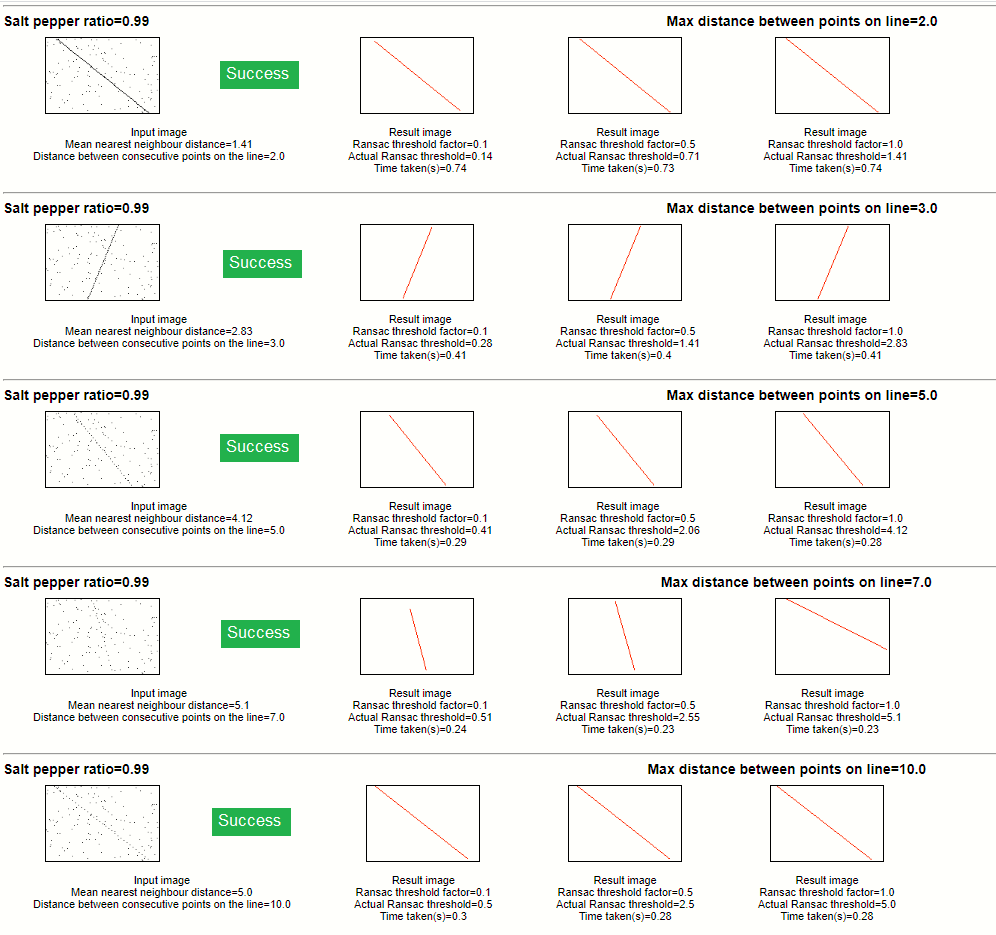 Salt pepper ratio=0.99
Max distance between points on line=2.0
Success
Input image
Mean nearest neighbour distance=1.41
Distance between consecutive points on the line=2.0
Result image
Ransac threshold factor=0.1
Actual Ransac threshold=0.14
Time taken(s)=0.74
Result image
Ransac threshold factor=0.5
Actual Ransac threshold=0.71
Time taken(s)=0.73
Result image
Ransac threshold factor=1.0
Actual Ransac threshold=1.41
Time taken(s)=0.74
Salt pepper ratio=0.99
Max distance between points on line=3.0
Success
Input image
Mean nearest neighbour distance=2.83
Distance between consecutive points on the line=3.0
Result image
Ransac threshold factor=0.1
Actual Ransac threshold=0.28
Time taken(s)=0.41
Result image
Ransac threshold factor=0.5
Actual Ransac threshold=1.41
Time taken(s)=0.4
Result image
Ransac threshold factor=1.0
Actual Ransac threshold=2.83
Time taken(s)=0.41
Salt pepper ratio=0.99
Max distance between points on line=5.0
Success
Input image
Mean nearest neighbour distance=4.12
Distance between consecutive points on the line=5.0
Result image
Ransac threshold factor=0.1
Actual Ransac threshold=0.41
Time taken(s)=0.29
Result image
Ransac threshold factor=0.5
Actual Ransac threshold=2.06
Time taken(s)=0.29
Result image
Ransac threshold factor=1.0
Actual Ransac threshold=4.12
Time taken(s)=0.28
Salt pepper ratio=0.99
Max distance between points on line=7.0
Success
Input image
Mean nearest neighbour distance=5.1
Distance between consecutive points on the line=7.0
Result image
Ransac threshold factor=0.1
Actual Ransac threshold=0.51
Time taken(s)=0.24
Result image
Ransac threshold factor=0.5
Actual Ransac threshold=2.55
Time taken(s)=0.23
Result image
Ransac threshold factor=1.0
Actual Ransac threshold=5.1
Time taken(s)=0.23
Salt pepper ratio=0.99
Max distance between points on line=10.0
Success
Input image
Mean nearest neighbour distance=5.0
Distance between consecutive points on the line=10.0
Result image
Ransac threshold factor=0.1
Actual Ransac threshold=0.5
Time taken(s)=0.3
Result image
Ransac threshold factor=0.5
Actual Ransac threshold=2.5
Time taken(s)=0.28
Result image
Ransac threshold factor=1.0
Actual Ransac threshold=5.0
Time taken(s)=0.28